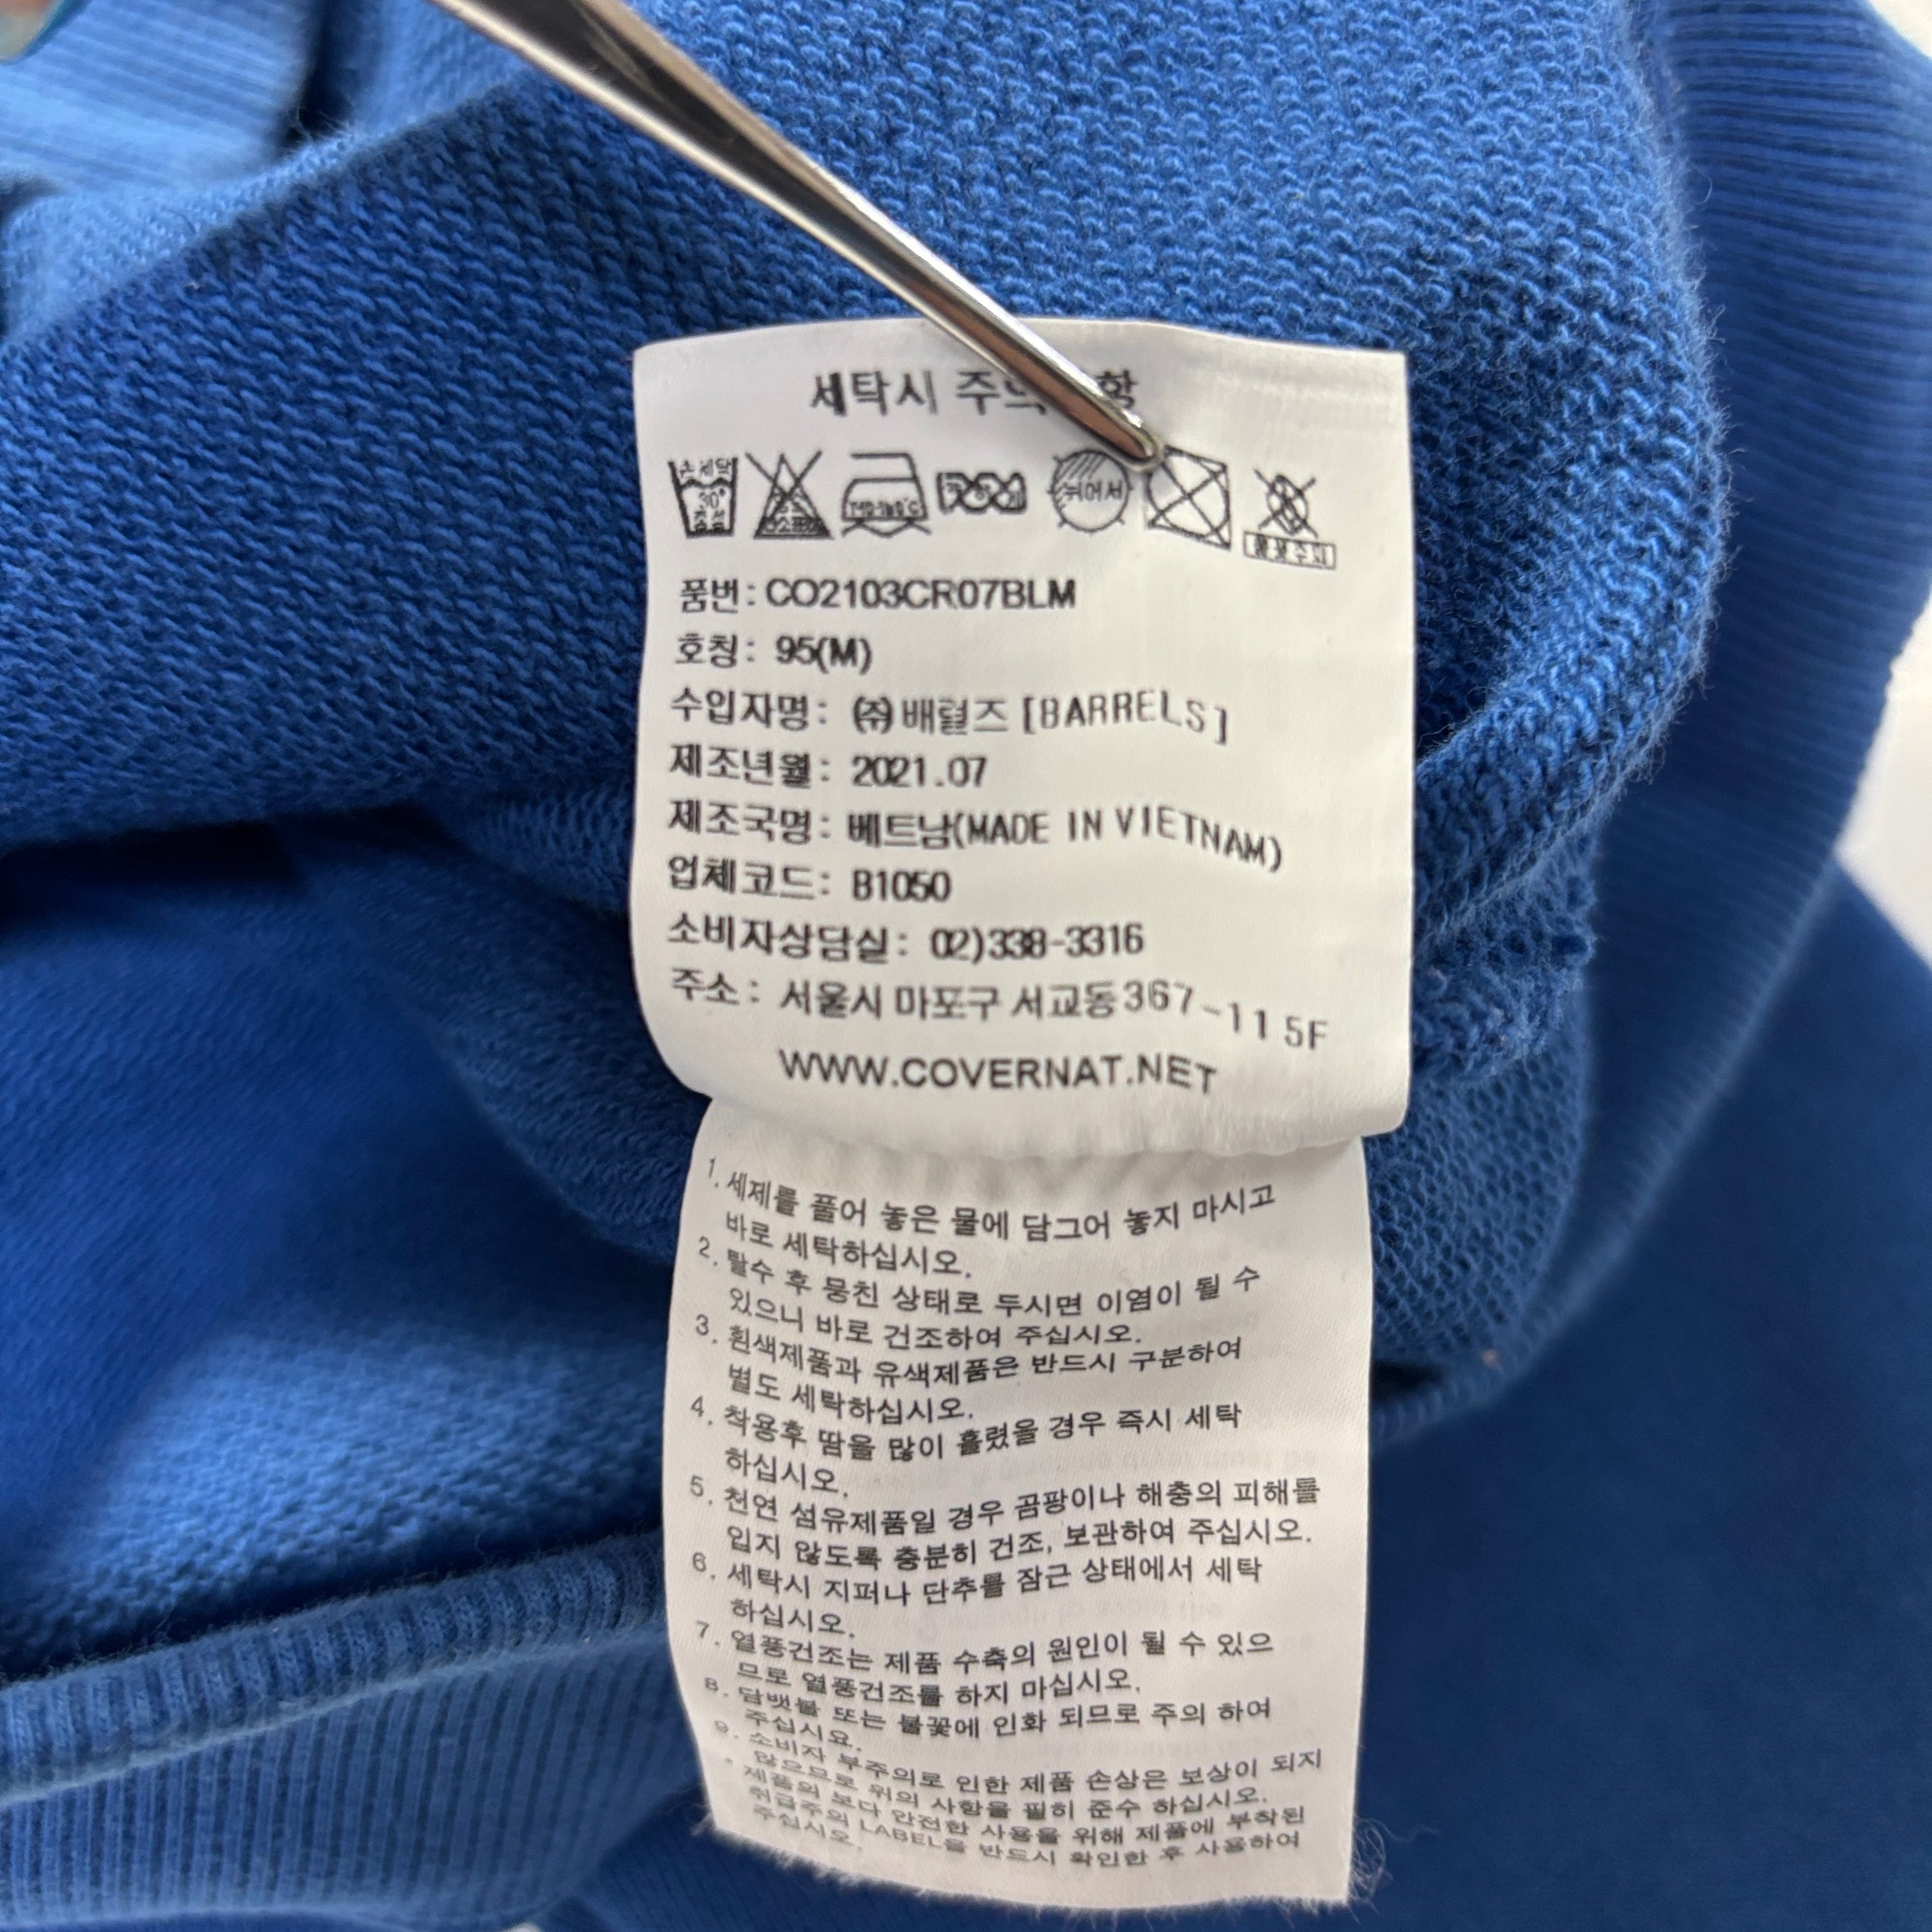 세탁시 주의 항
손세탁
30°
중성
140-160°C
뉘어서
품번: CO2103CR07BLM
호칭: 95(M)
수입자명: ㈜배럴즈 [BARRELS]
제조년월: 2021.07
제조국명: 베트남(MADE IN VIETNAM)
업체코드: B1050
소비자상담실: 02)338-3316
주소: 서울시 마포구 서교동367-11 5F
WWW.COVERNAT.NET
1. 세제를 풀어 놓은 물에 담그어 놓지 마시고
바로 세탁하십시오.
2. 탈수 후 뭉친 상태로 두시면 이염이 될 수
있으니 바로 건조하여 주십시오.
3. 흰색제품과 유색제품은 반드시 구분하여
별도 세탁하십시오.
4. 착용후 땀을 많이 흘렸을 경우 즉시 세탁
하십시오.
5. 천연 섬유제품일 경우 곰팡이나 해충의 피해를
입지 않도록 충분히 건조, 보관하여 주십시오.
6. 세탁시 지퍼나 단추를 잠근 상태에서 세탁
하십시오.
7. 열풍건조는 제품 수축의 원인이 될 수 있으
므로 열풍건조를 하지 마십시오.
8. 담뱃불 또는 불꽃에 인화 되므로 주의 하여
주십시요.
9. 소비자 부주의로 인한 제품 손상은 보상이 되지
않으므로 위의 사항을 필히 준수 하십시오.
제품의 보다 안전한 사용을 위해 제품에 부착된
취급주의 LABEL을 반드시 확인한 후 사용하여
주십시오.